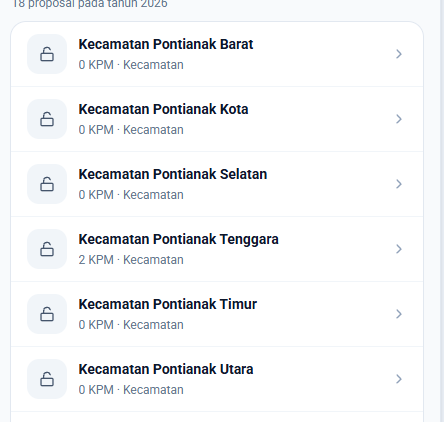 18 proposal pada tahun 2026
Kecamatan Pontianak Barat
0 KPM · Kecamatan
Kecamatan Pontianak Kota
0 KPM · Kecamatan
Kecamatan Pontianak Selatan
0 KPM · Kecamatan
Kecamatan Pontianak Tenggara
2 KPM · Kecamatan
Kecamatan Pontianak Timur
0 KPM · Kecamatan
Kecamatan Pontianak Utara
0 KPM · Kecamatan